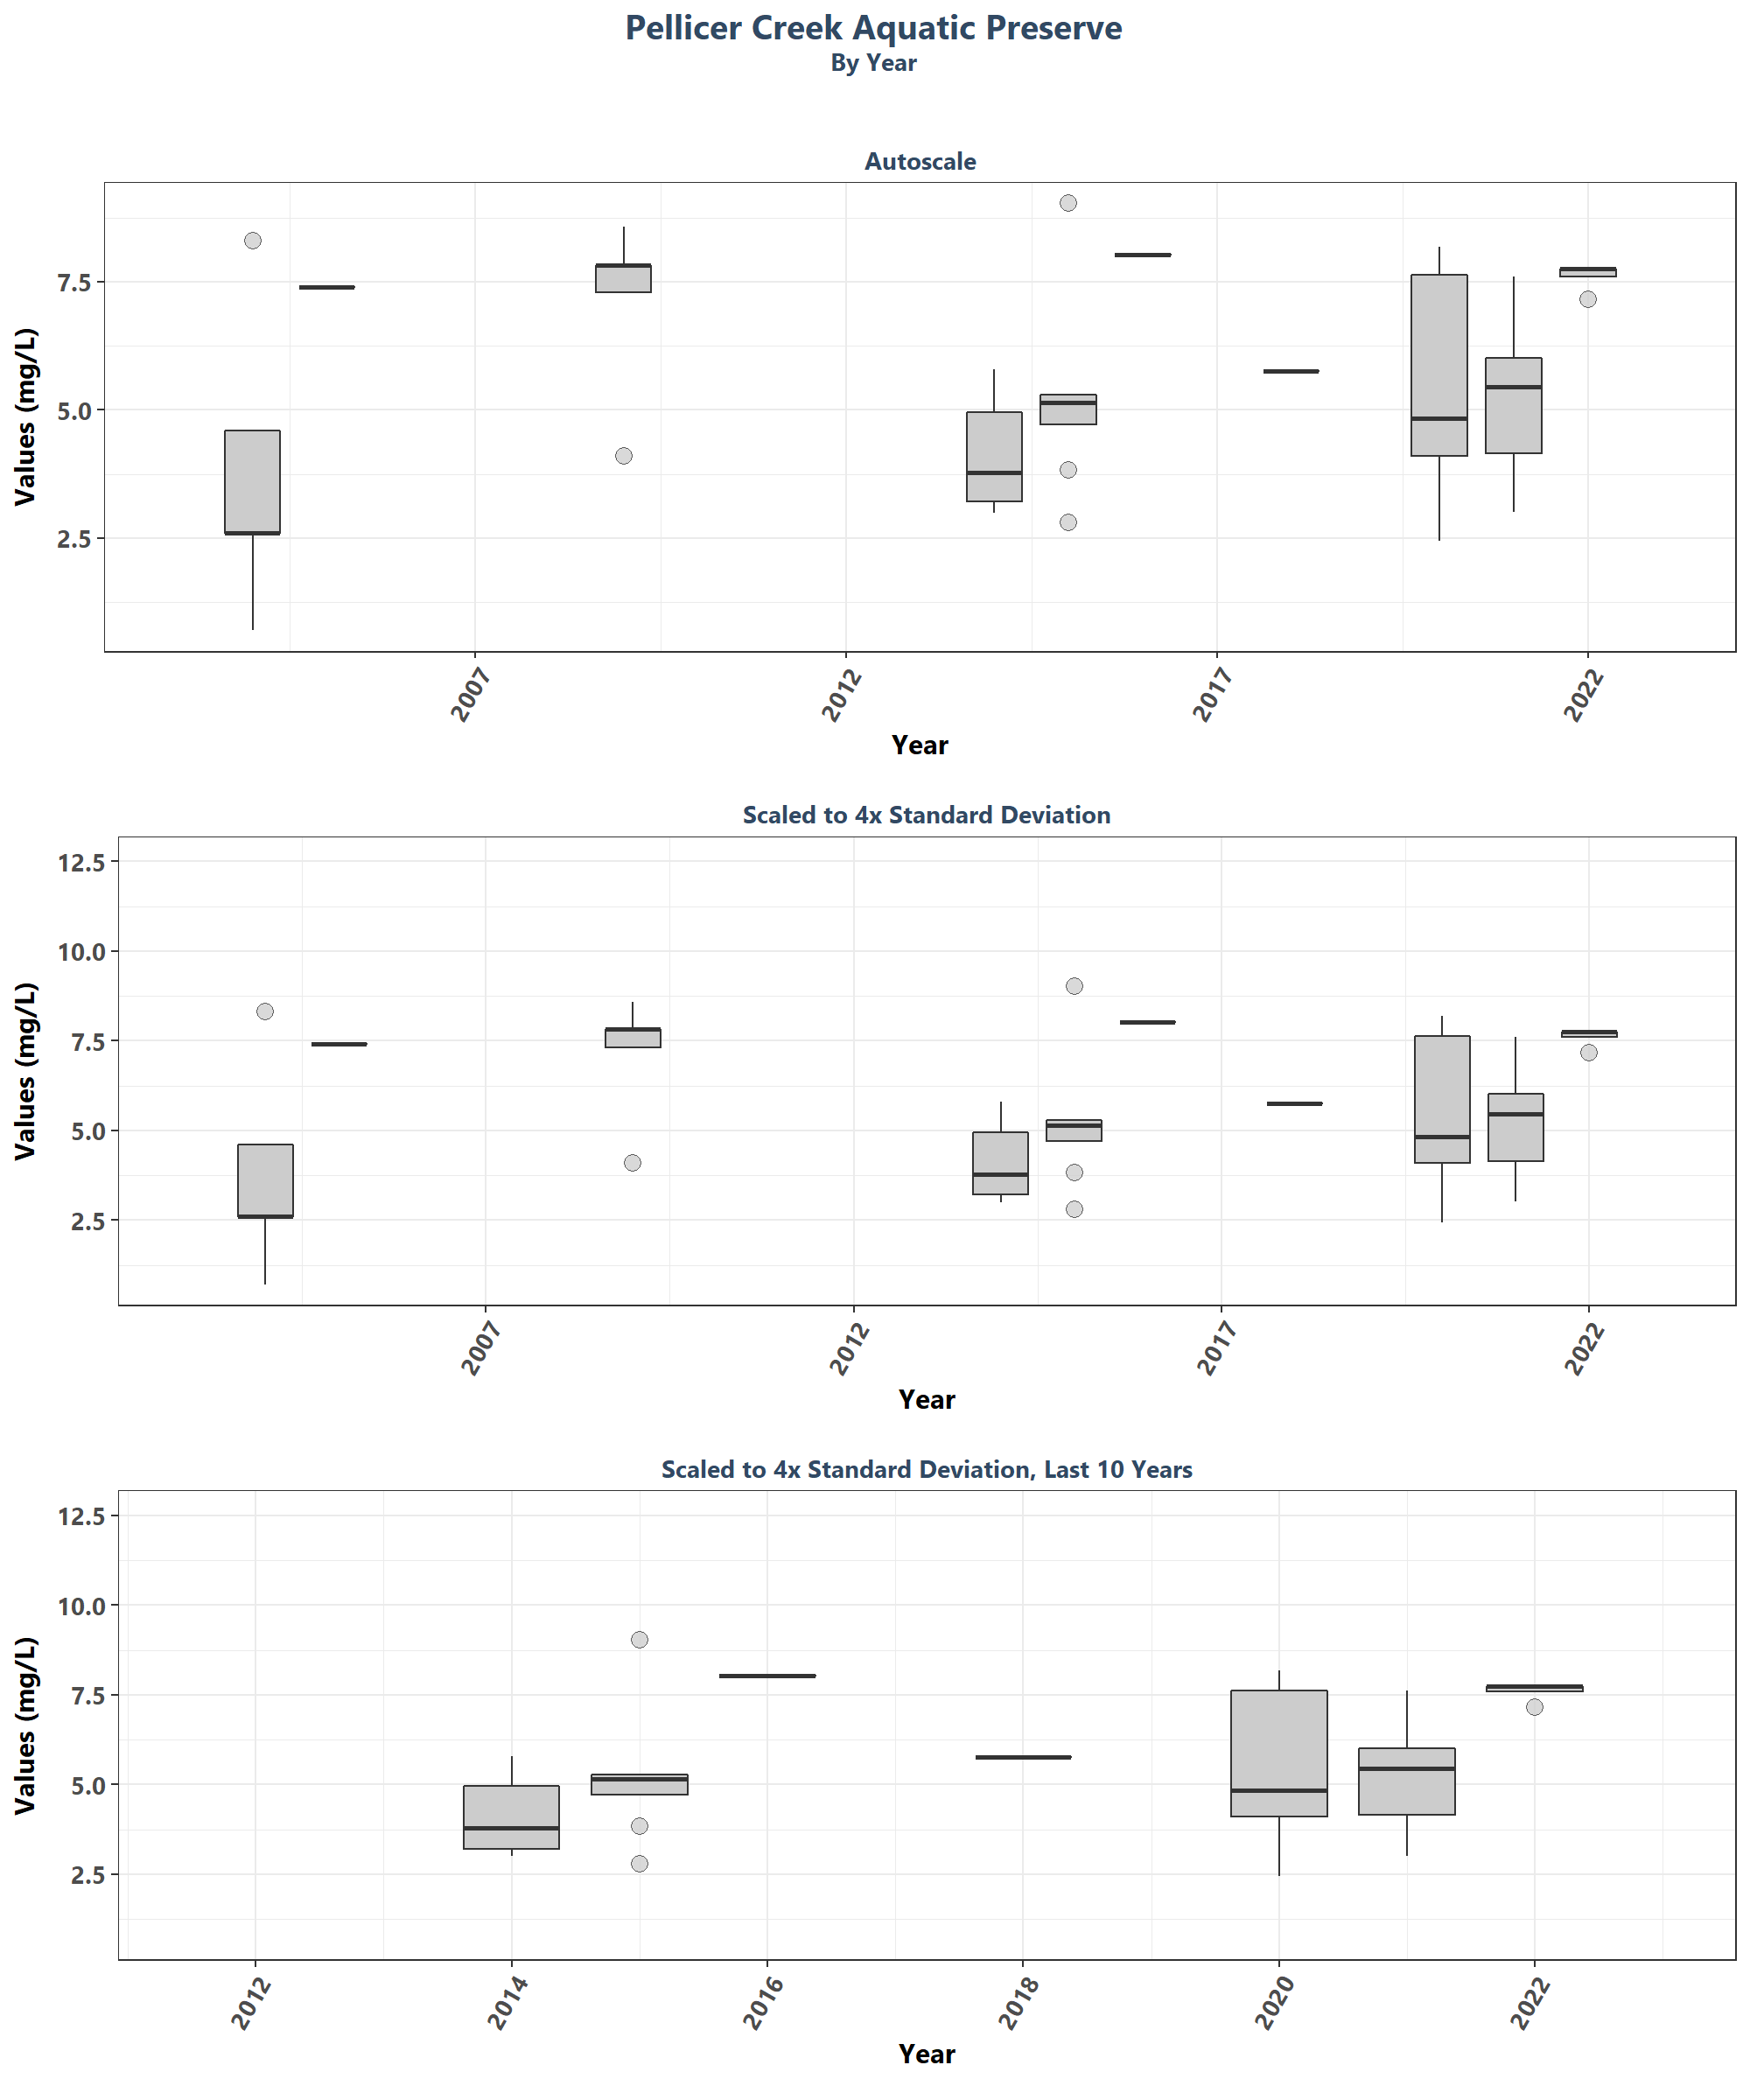 Pellicer Creek Aquatic Preserve
By Year
Autoscale
Values (mg/L)
7.5
5.0
2.5
2007
2012
2017
2022
Year
Scaled to 4x Standard Deviation
Values (mg/L)
12.5
10.0
7.5
5.0
2.5
2007
2012
2017
2022
Year
Scaled to 4x Standard Deviation, Last 10 Years
Values (mg/L)
12.5
10.0
7.5
5.0
2.5
2012
2014
2016
2018
2020
2022
Year